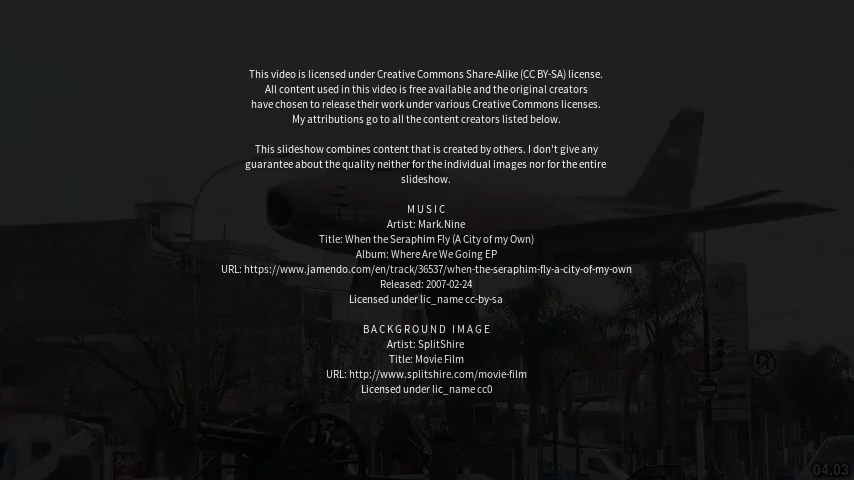 This video is licensed under Creative Commons Share-Alike (CC BY-SA) license.
All content used in this video is free available and the original creators
have chosen to release their work under various Creative Commons licenses.
My attributions go to all the content creators listed below.
This slideshow combines content that is created by others. I don't give any
guarantee about the quality neither for the individual images nor for the entire
slideshow.
MUSIC
Artist: Mark.Nine
Title: When the Seraphim Fly (A City of my Own)
Album: Where Are We Going EP
URL: https://www.jamendo.com/en/track/36537/when-the-seraphim-fly-a-city-of-my-own
Released: 2007-02-24
Licensed under lic_name cc-by-sa
BACKGROUND IMAGE
Artist: SplitShire
Title: Movie Film
URL: http://www.splitshire.com/movie-film
Licensed under lic_name cc0
04.03